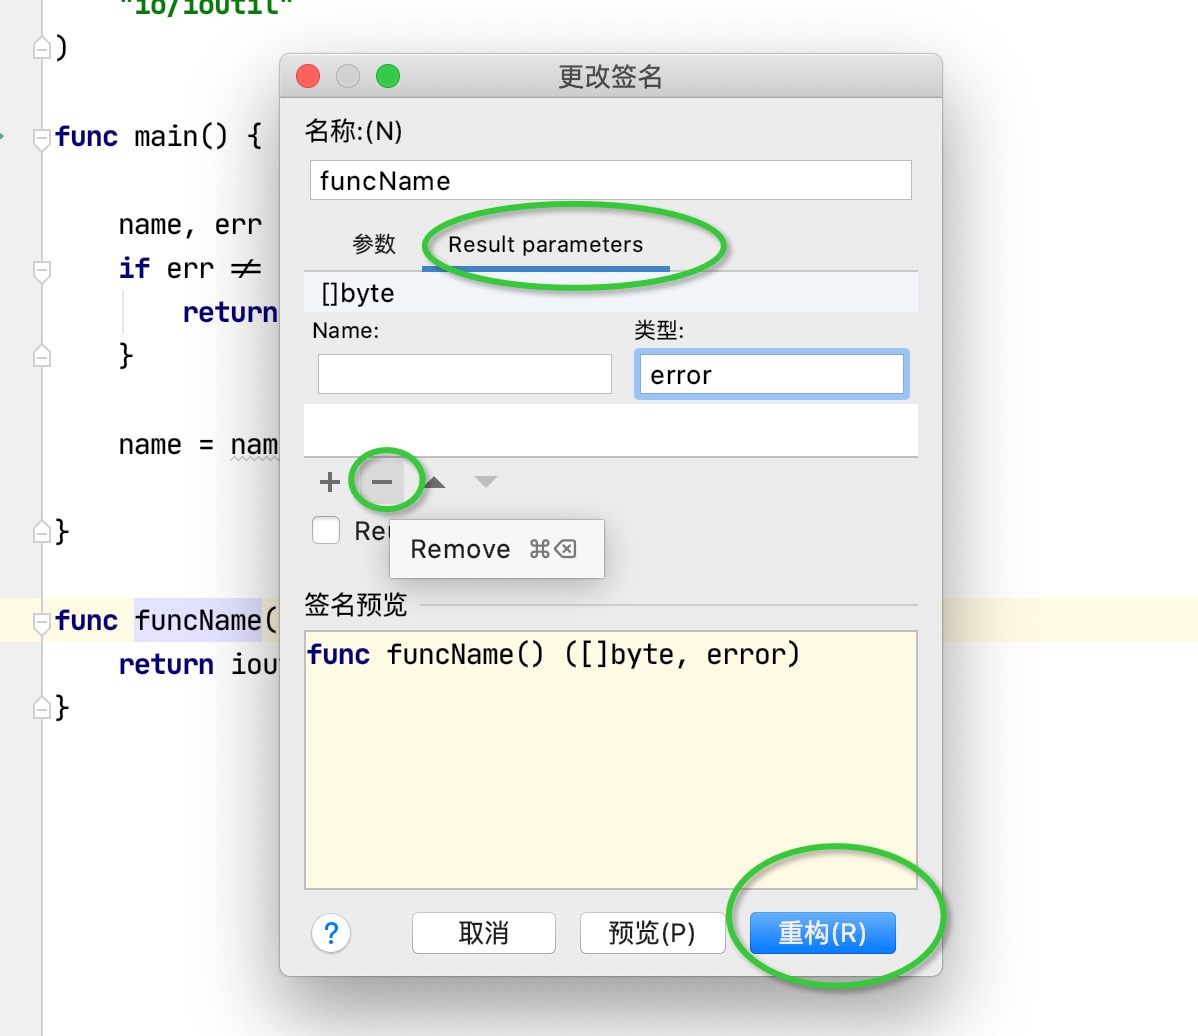 "io/ioutil"
)
更改签名
名称:(N)
func main() {
funcName
name, err
参数 Result parameters
if err ≠
[]byte
return
Name: 类型:
}
error
name = nam
+ −
}
Remove ⌘⌫
签名预览
func funcName(
func funcName() ([]byte, error)
return iou
}
? 取消 预览(P) 重构(R)